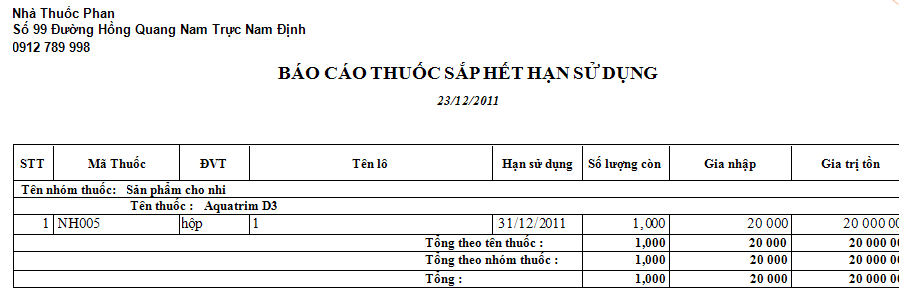 Nhà Thuốc Phan
Số 99 Đường Hồng Quang Nam Trực Nam Định
0912 789 998
BÁO CÁO THUỐC SẮP HẾT HẠN SỬ DỤNG
23/12/2011
STT Mã Thuốc ĐVT Tên lô Hạn sử dụng Số lượng còn Gia nhập Gia trị tồn
Tên nhóm thuốc: Sản phẩm cho nhi
Tên thuốc : Aquatrim D3
1 NH005 hộp 1 31/12/2011 1,000 20 000 20 000 00
Tổng theo tên thuốc : 1,000 20 000 20 000 00
Tổng theo nhóm thuốc : 1,000 20 000 20 000 00
Tổng : 1,000 20 000 20 000 00